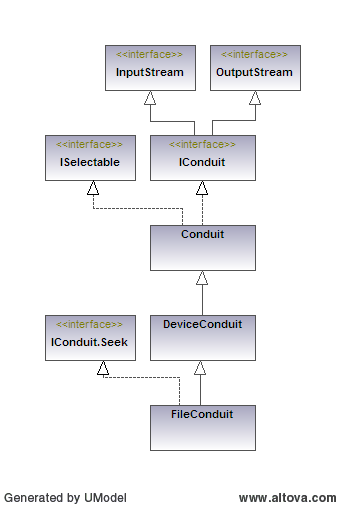 <<interface>>
InputStream
<<interface>>
OutputStream
<<interface>>
ISelectable
<<interface>>
IConduit
Conduit
<<interface>>
IConduit.Seek
DeviceConduit
FileConduit
Generated by UModel
www.altova.com